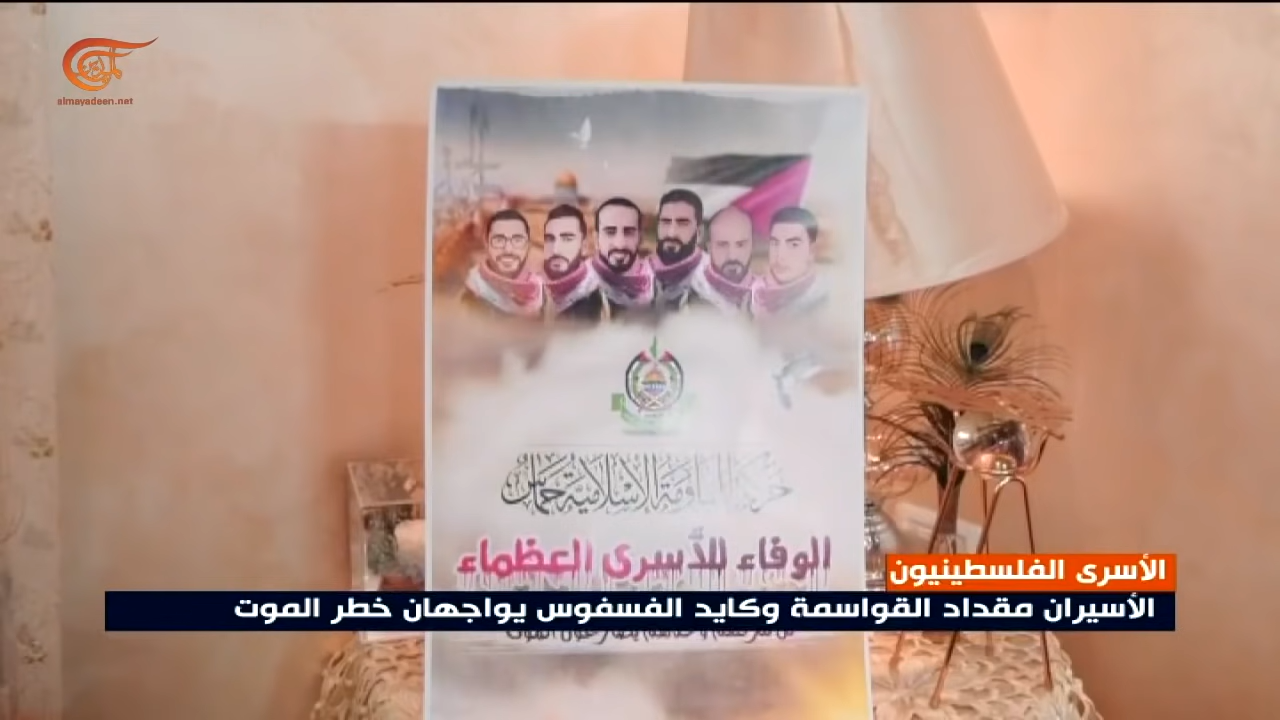 الميادين
almayadeen.net
حركة المقاومة الإسلامية حماس
الوفاء للأسرى العظماء
الأسرى الفلسطينيون
الأسيران مقداد القواسمة وكايد الفسفوس يواجهان خطر الموت